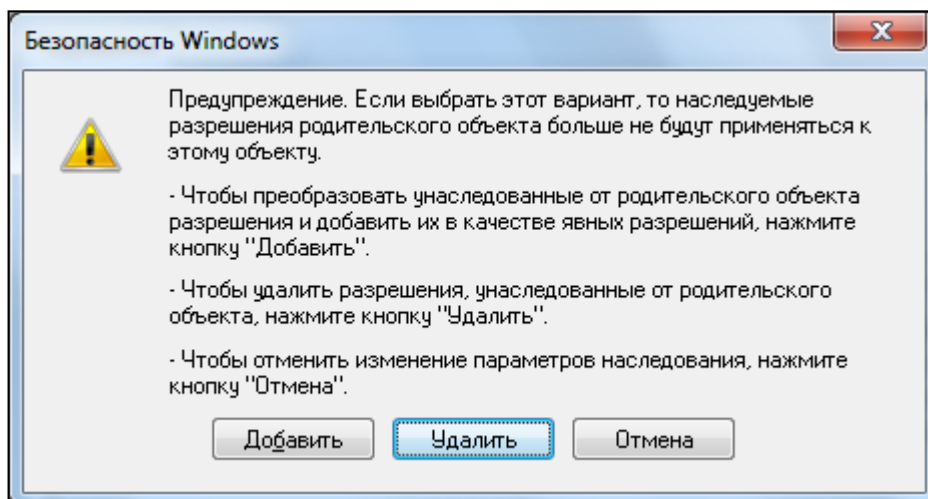 Безопасность Windows
Предупреждение. Если выбрать этот вариант, то наследуемые
разрешения родительского объекта больше не будут применяться к
этому объекту.
- Чтобы преобразовать унаследованные от родительского объекта
разрешения и добавить их в качестве явных разрешений, нажмите
кнопку "Добавить".
- Чтобы удалить разрешения, унаследованные от родительского
объекта, нажмите кнопку "Удалить".
- Чтобы отменить изменение параметров наследования, нажмите
кнопку "Отмена".
Добавить Удалить Отмена